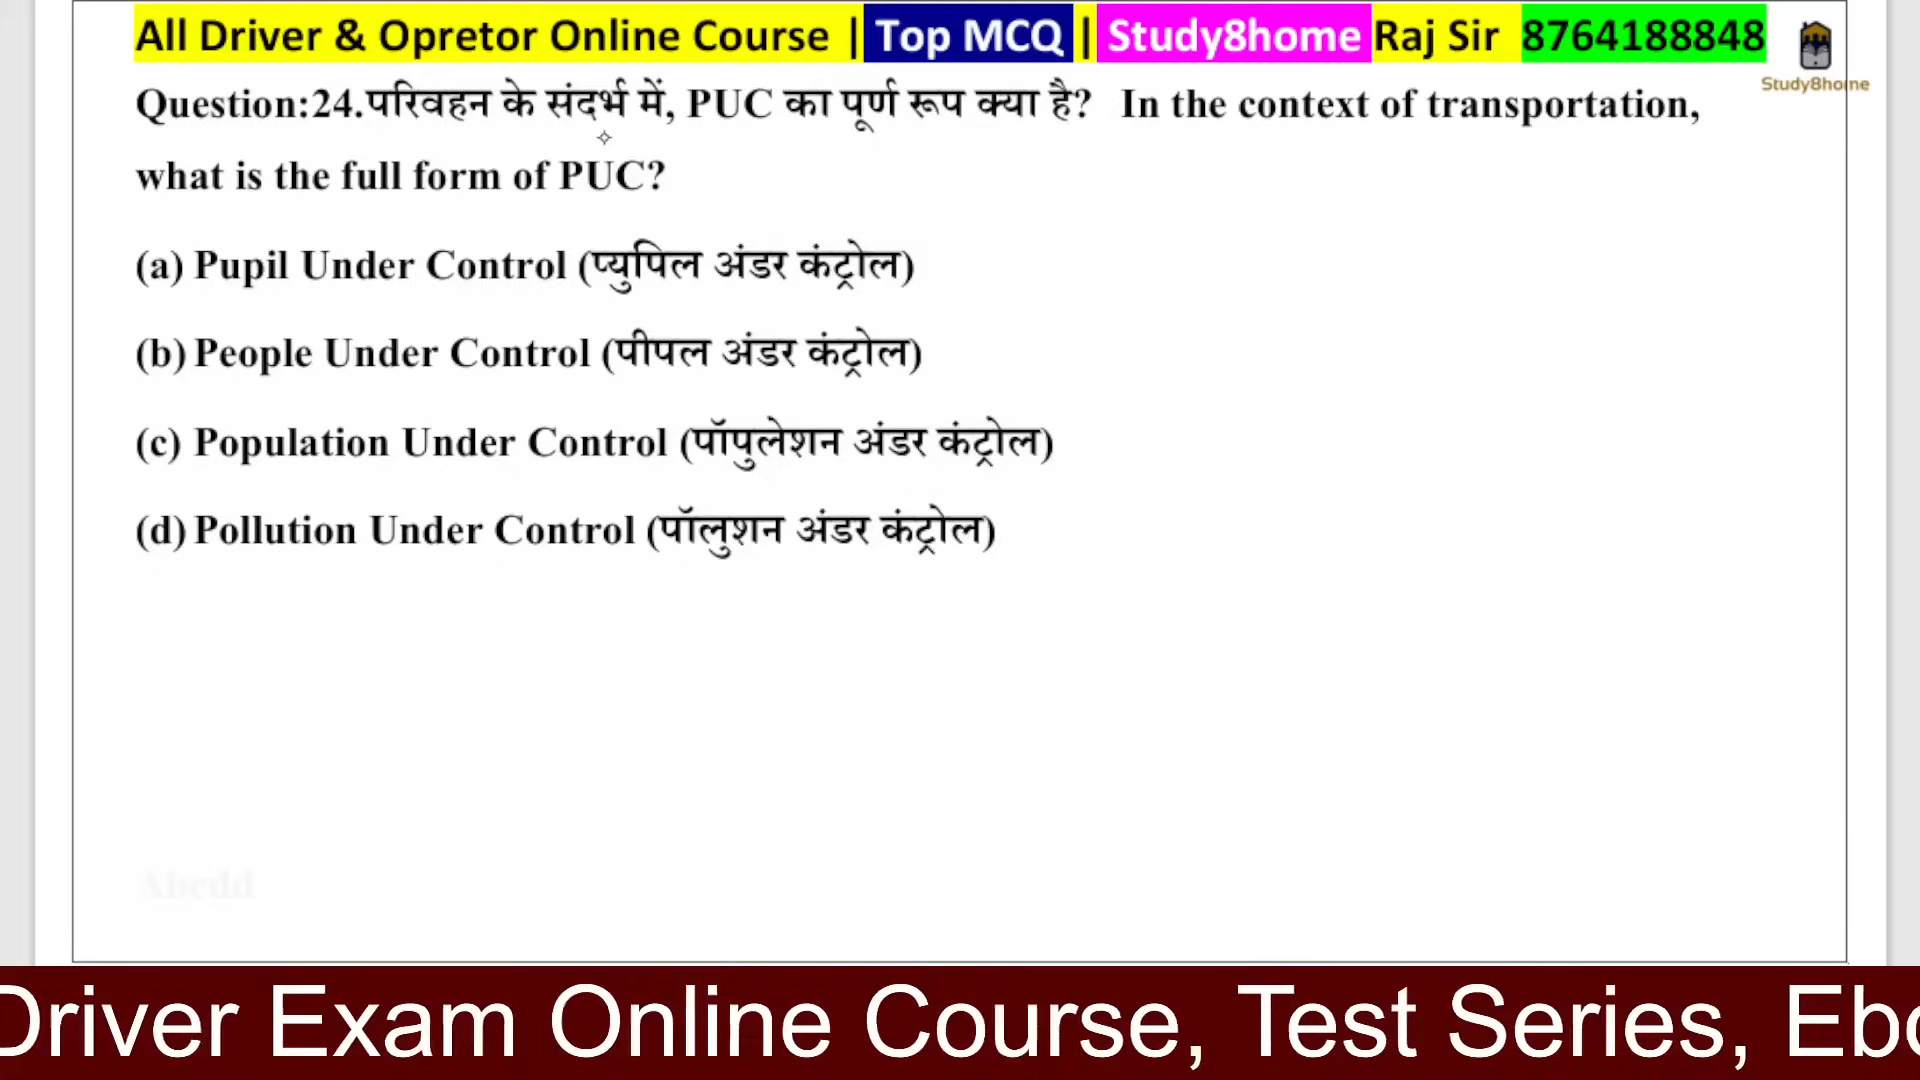 All Driver & Opretor Online Course | Top MCQ | Study8home Raj Sir 8764188848
Study8home
Question:24.परिवहन के संदर्भ में, PUC का पूर्ण रूप क्या है? In the context of transportation,
what is the full form of PUC?
(a) Pupil Under Control (प्युपिल अंडर कंट्रोल)
(b) People Under Control (पीपल अंडर कंट्रोल)
(c) Population Under Control (पॉपुलेशन अंडर कंट्रोल)
(d) Pollution Under Control (पॉलुशन अंडर कंट्रोल)
Driver Exam Online Course, Test Series,